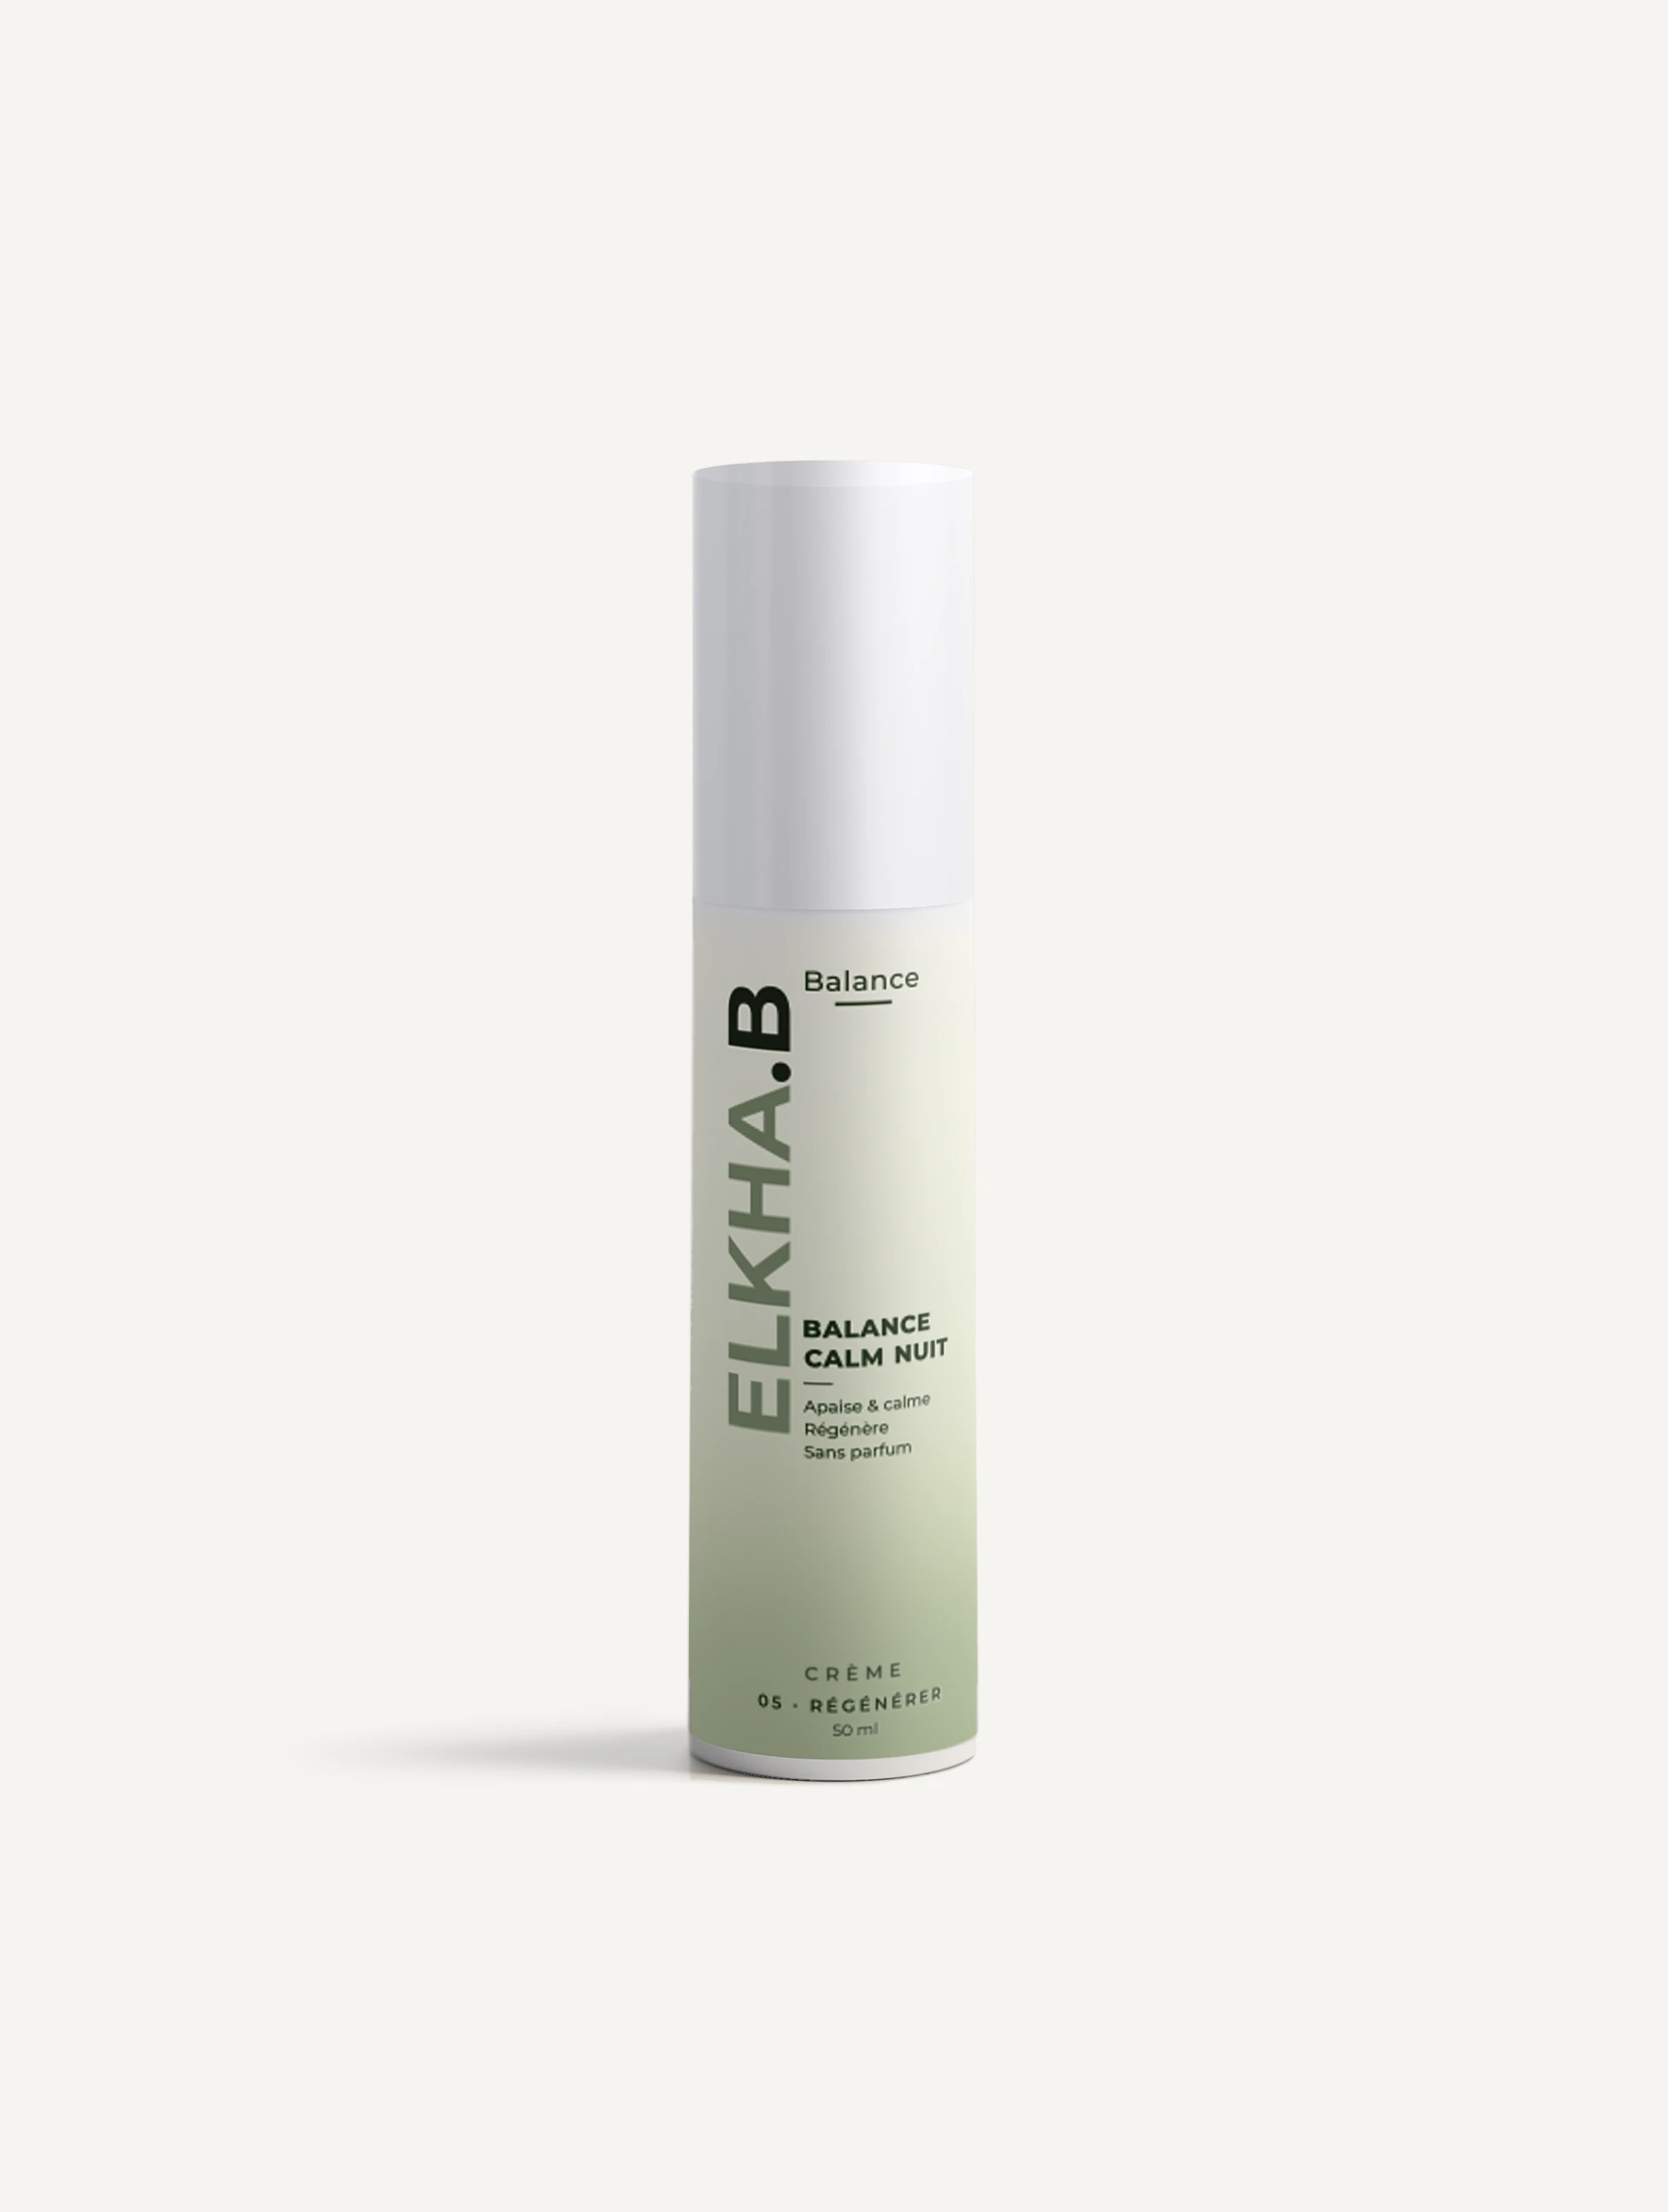 ELKHA.B
Balance
BALANCE
CALM NUIT
Apaise & calme
Régénère
Sans parfum
CRÈME
05 · RÉGÉNÉRER
50 ml